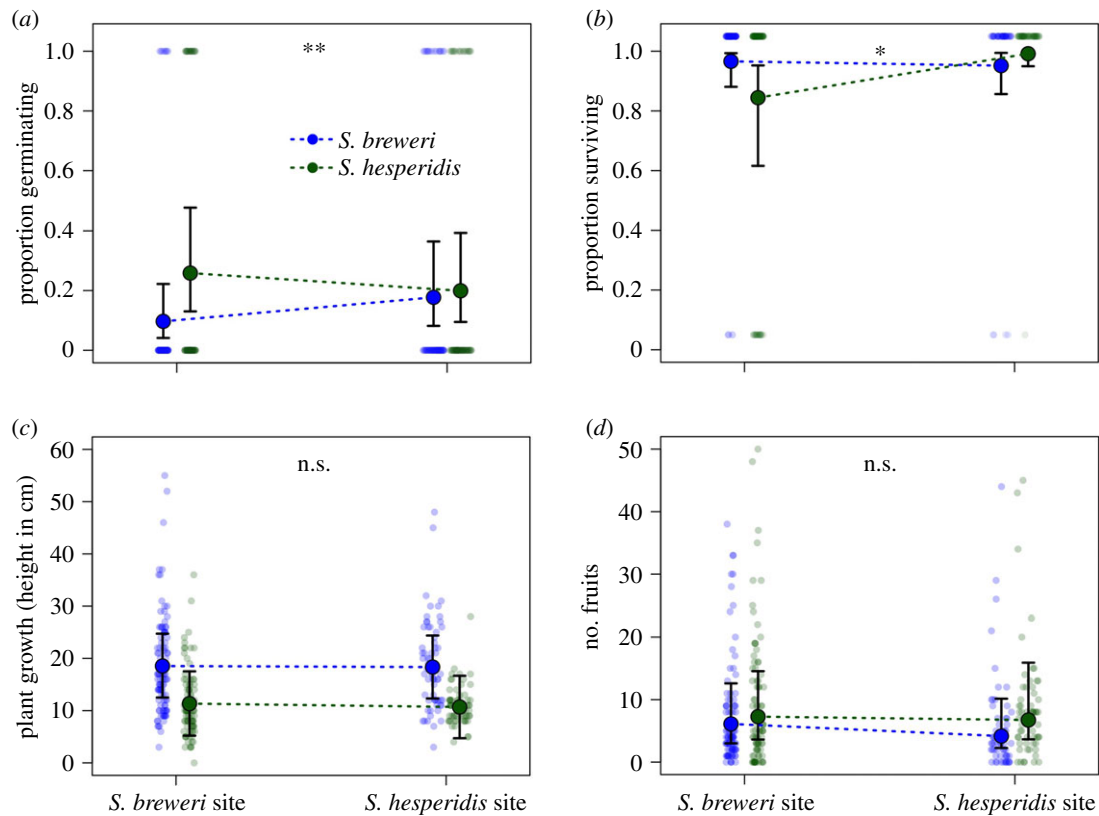 (a)
**
1.0
0.8
0.6
0.4
0.2
0
proportion germinating
S. breweri
S. hesperidis
(b)
*
1.0
0.8
0.6
0.4
0.2
0
proportion surviving
(c)
n.s.
60
50
40
30
20
10
0
plant growth (height in cm)
S. breweri site
S. hesperidis site
(d)
n.s.
50
40
30
20
10
0
no. fruits
S. breweri site
S. hesperidis site